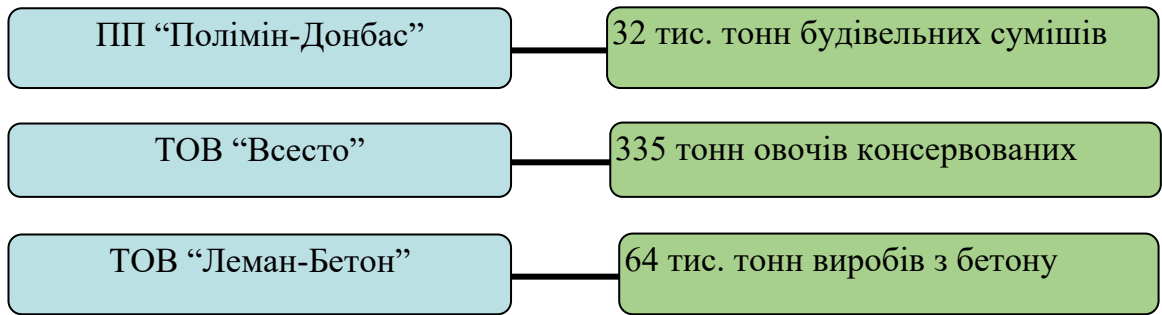 ПП “Полімін-Донбас”
32 тис. тонн будівельних сумішів
ТОВ “Всесто”
335 тонн овочів консервованих
ТОВ “Леман-Бетон”
64 тис. тонн виробів з бетону